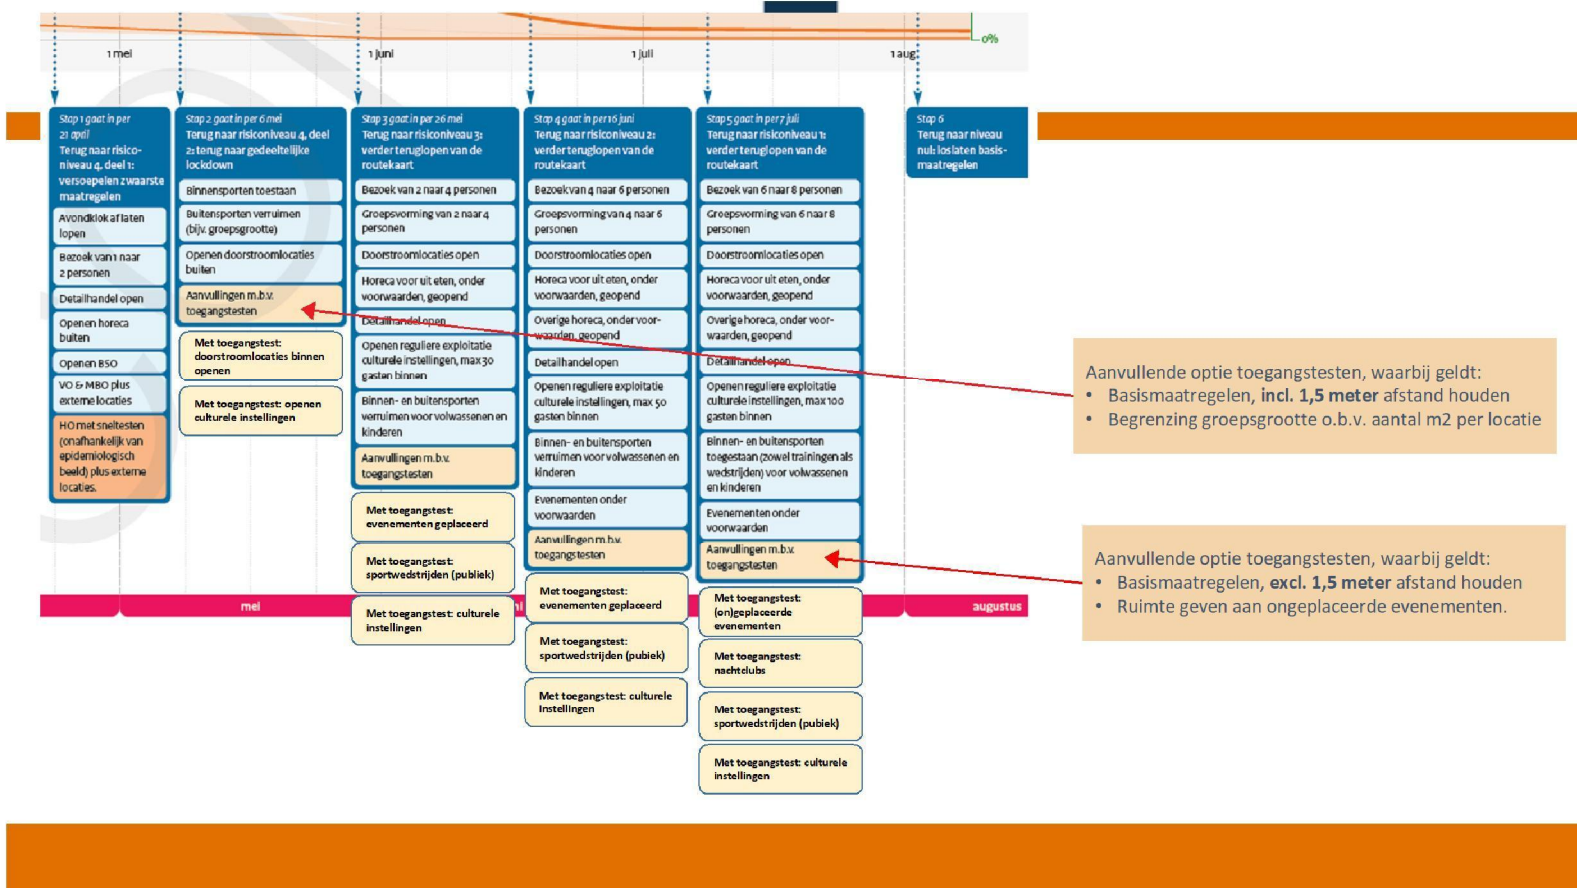 0%
1 mei
1 juni
1 juli
1 aug
Stap 1 gaat in per
21 april
Terug naar risico-
niveau 4, deel 1:
versoepelen zwaarste
maatregelen
Avondklok af laten
lopen
Bezoek van 1 naar
2 personen
Detailhandel open
Openen horeca
buiten
Openen BSO
VO & MBO plus
externe locaties
HO met sneltesten
(onafhankelijk van
epidemiologisch
beeld) plus externe
locaties.
Stap 2 gaat in per 6 mei
Terug naar risiconiveau 4, deel
2: terug naar gedeeltelijke
lockdown
Binnensporten toestaan
Buitensporten verruimen
(bijv. groepsgrootte)
Openen doorstroomlocaties
buiten
Aanvullingen m.b.v.
toegangstesten
Met toegangstest:
doorstroomlocaties binnen
openen
Met toegangstest: openen
culturele instellingen
Stap 3 gaat in per 26 mei
Terug naar risiconiveau 3:
verder teruglopen van de
routekaart
Bezoek van 2 naar 4 personen
Groepsvorming van 2 naar 4
personen
Doorstroomlocaties open
Horeca voor uit eten, onder
voorwaarden, geopend
Detailhandel open
Openen reguliere exploitatie
culturele instellingen, max 30
gasten binnen
Binnen- en buitensporten
verruimen voor volwassenen en
kinderen
Aanvullingen m.b.v.
toegangstesten
Met toegangstest:
evenementen geplaceerd
Met toegangstest:
sportwedstrijden (publiek)
Met toegangstest: culturele
instellingen
Stap 4 gaat in per 16 juni
Terug naar risiconiveau 2:
verder teruglopen van de
routekaart
Bezoek van 4 naar 6 personen
Groepsvorming van 4 naar 6
personen
Doorstroomlocaties open
Horeca voor uit eten, onder
voorwaarden, geopend
Overige horeca, onder voor-
waarden, geopend
Detailhandel open
Openen reguliere exploitatie
culturele instellingen, max 50
gasten binnen
Binnen- en buitensporten
verruimen voor volwassenen en
kinderen
Evenementen onder
voorwaarden
Aanvullingen m.b.v.
toegangstesten
Met toegangstest:
evenementen geplaceerd
Met toegangstest:
sportwedstrijden (pubiek)
Met toegangstest: culturele
instellingen
Stap 5 gaat in per 7 juli
Terug naar risiconiveau 1:
verder teruglopen van de
routekaart
Bezoek van 6 naar 8 personen
Groepsvorming van 6 naar 8
personen
Doorstroomlocaties open
Horeca voor uit eten, onder
voorwaarden, geopend
Overige horeca, onder voor-
waarden, geopend
Detailhandel open
Openen reguliere exploitatie
culturele instellingen, max 100
gasten binnen
Binnen- en buitensporten
toegestaan (zowel trainingen als
wedstrijden) voor volwassenen
en kinderen
Evenementen onder
voorwaarden
Aanvullingen m.b.v.
toegangstesten
Met toegangstest:
(on)geplaceerde
evenementen
Met toegangstest:
nachtclubs
Met toegangstest:
sportwedstrijden (pubiek)
Met toegangstest: culturele
instellingen
Stap 6
Terug naar niveau
nul: loslaten basis-
maatregelen
mei
augustus
Aanvullende optie toegangstesten, waarbij geldt:
• Basismaatregelen, incl. 1,5 meter afstand houden
• Begrenzing groepsgrootte o.b.v. aantal m2 per locatie
Aanvullende optie toegangstesten, waarbij geldt:
• Basismaatregelen, excl. 1,5 meter afstand houden
• Ruimte geven aan ongeplaceerde evenementen.